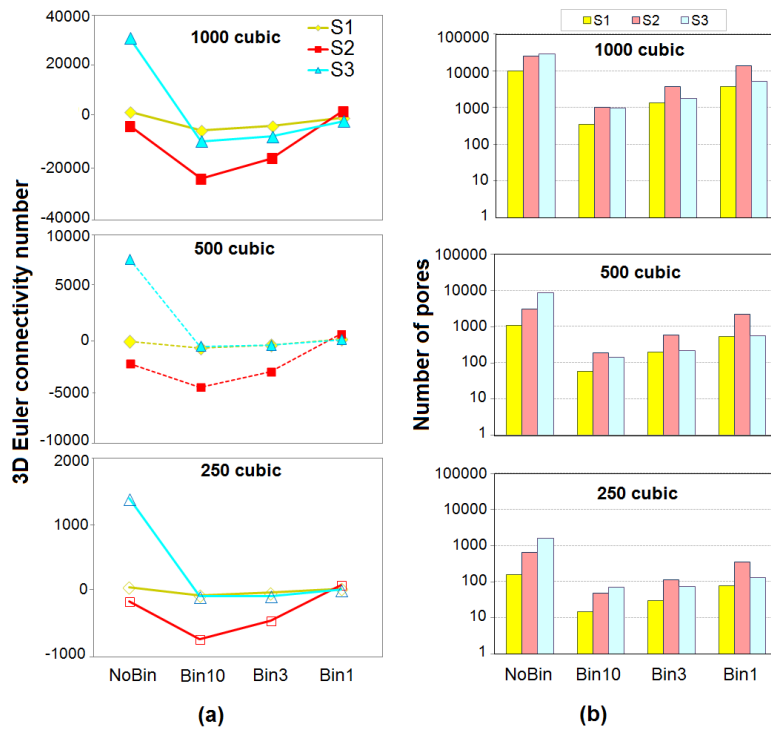 3D Euler connectivity number
40000
20000
0
-20000
-40000
1000 cubic
S1
S2
S3
10000
5000
0
-5000
-10000
500 cubic
2000
1000
0
-1000
250 cubic
NoBin
Bin10
Bin3
Bin1
(a)
S1
S2
S3
Number of pores
1000 cubic
100000
10000
1000
100
10
1
500 cubic
100000
10000
1000
100
10
1
250 cubic
100000
10000
1000
100
10
1
NoBin
Bin10
Bin3
Bin1
(b)